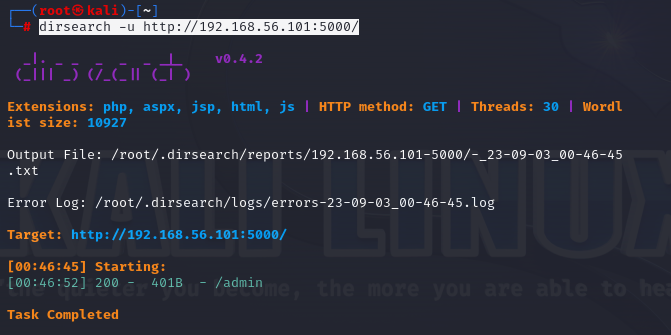 ┌──(root㉿kali)-[~]
└─# dirsearch -u http://192.168.56.101:5000/
  _|. _ _  _  _  _ _|_    v0.4.2
 (_||| _) (/_(_|| (_| )
Extensions: php, aspx, jsp, html, js | HTTP method: GET | Threads: 30 | Wordl
ist size: 10927
Output File: /root/.dirsearch/reports/192.168.56.101-5000/-_23-09-03_00-46-45
.txt
Error Log: /root/.dirsearch/logs/errors-23-09-03_00-46-45.log
Target: http://192.168.56.101:5000/
KALI LINUX
[00:46:45] Starting:
[00:46:52] 200 -  401B  - /admin
the quieter you become, the more you are able to hea
Task Completed